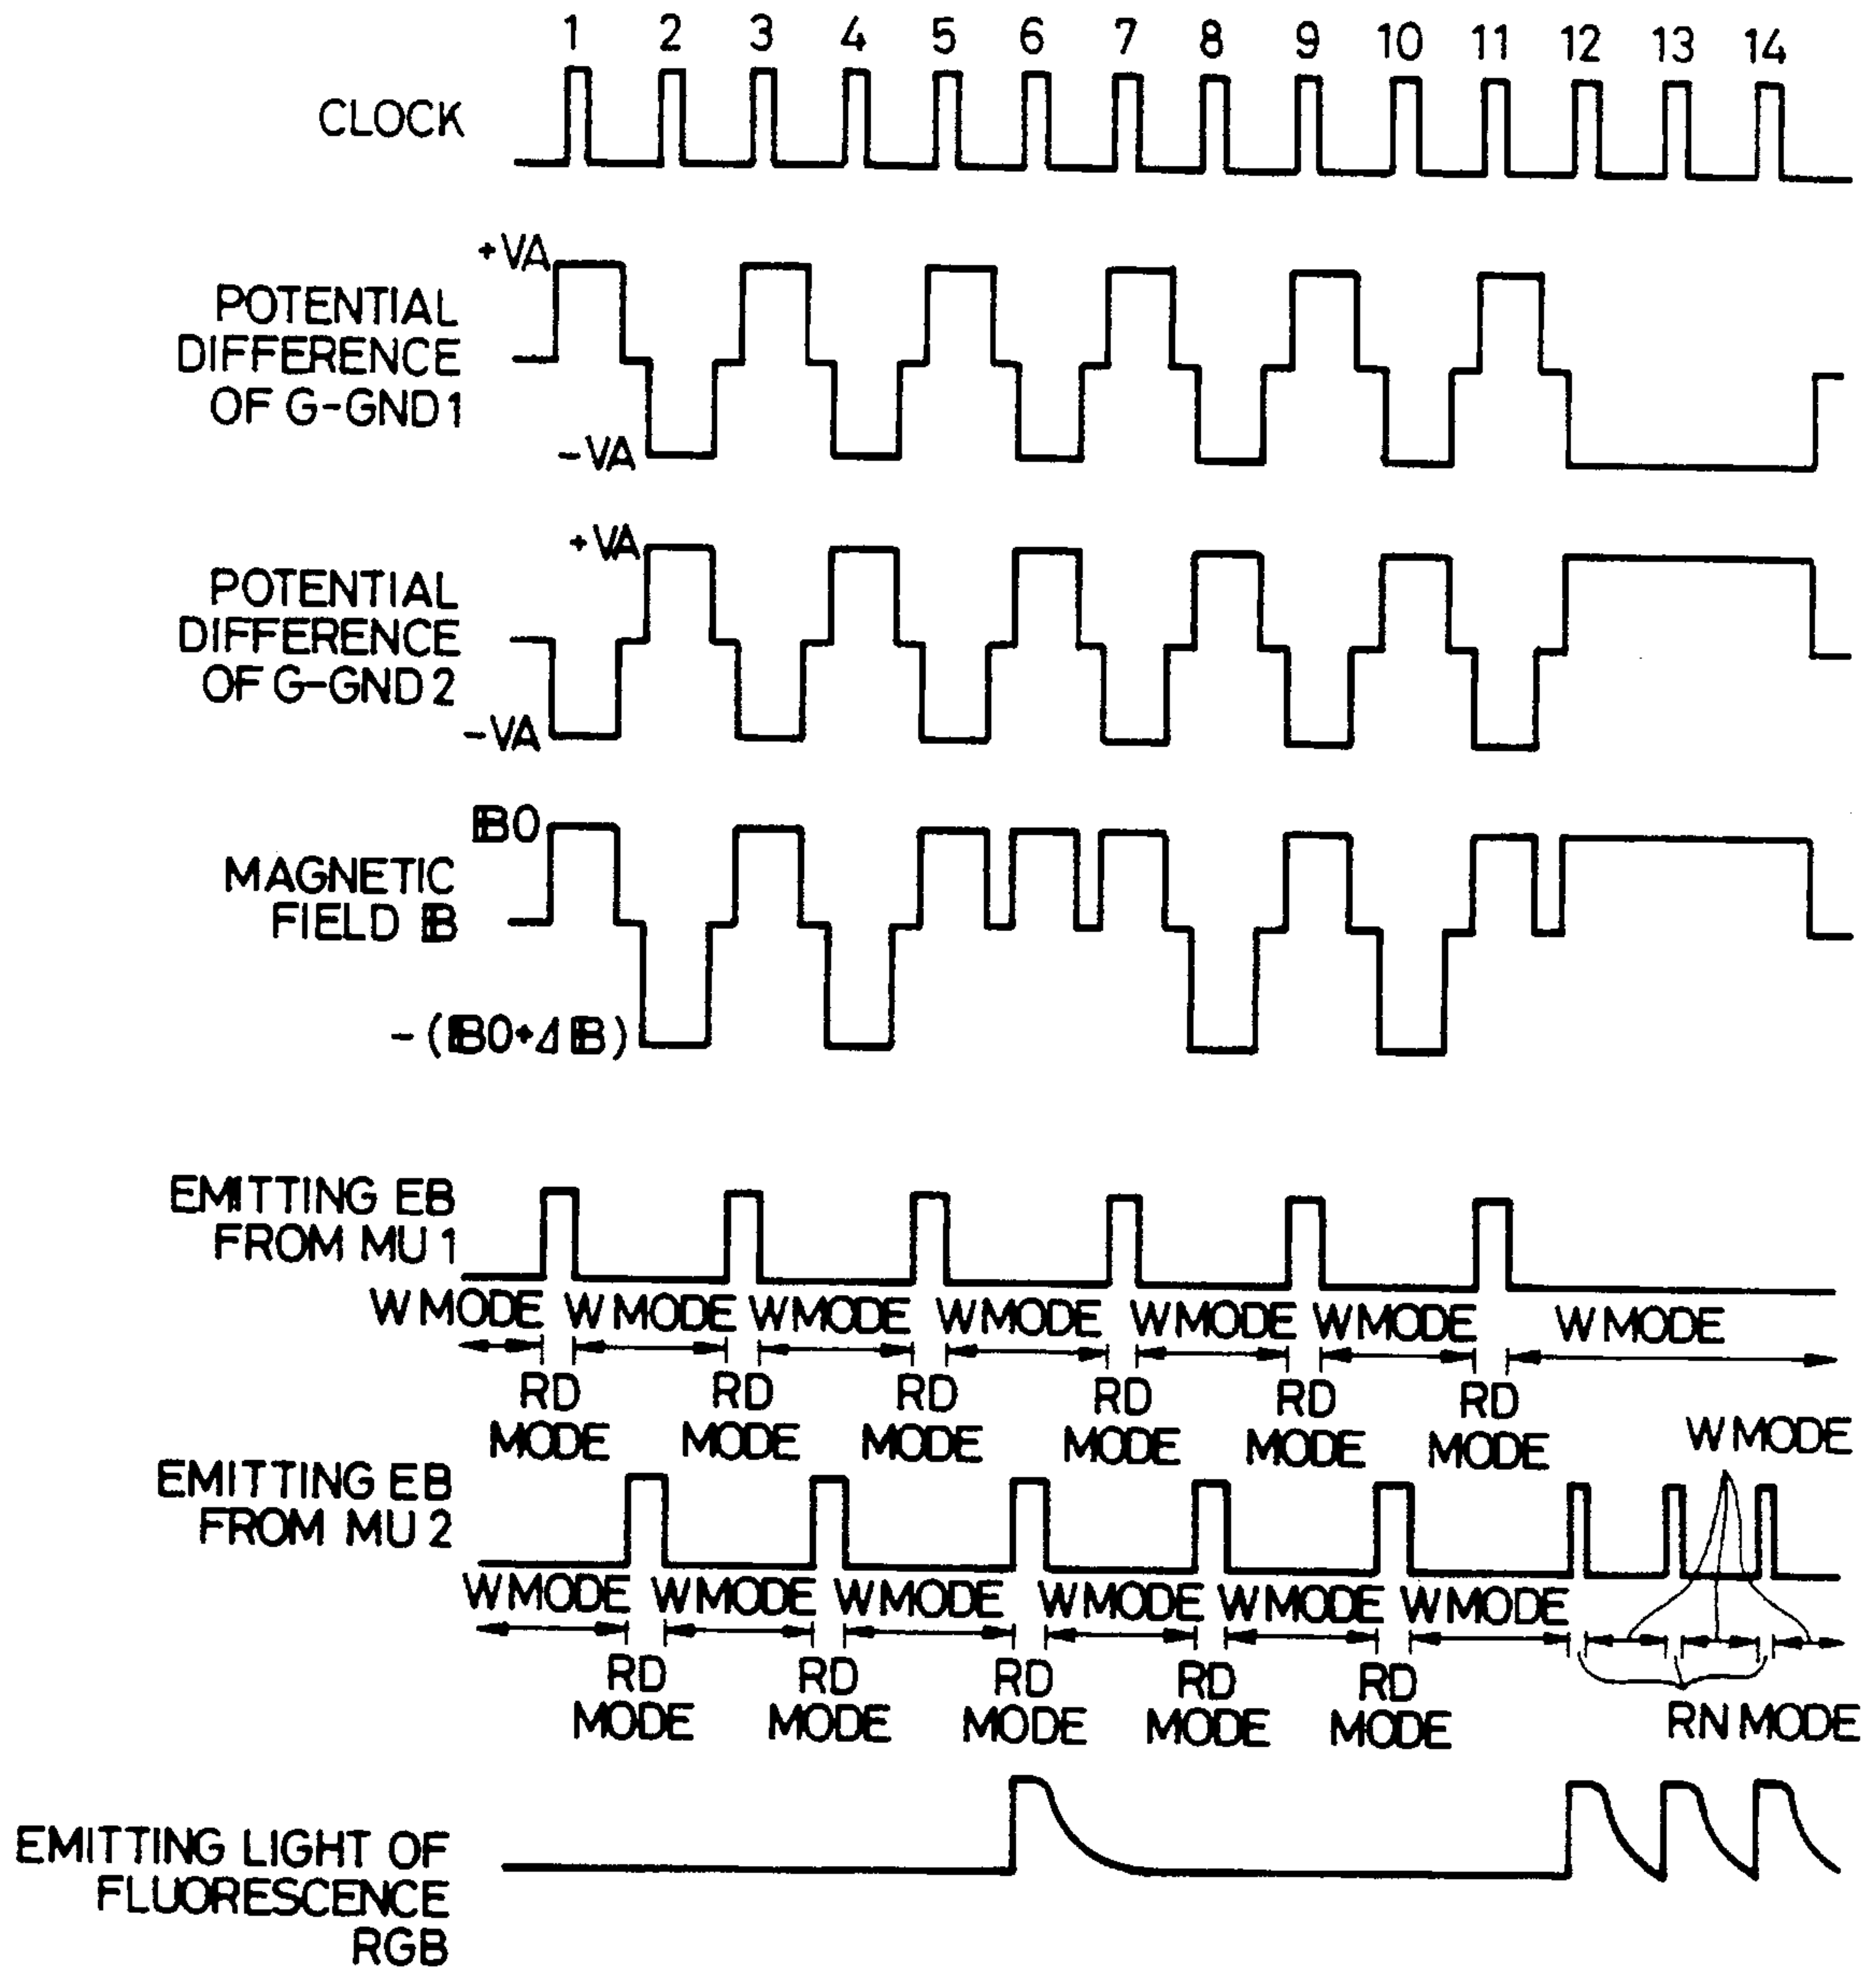 1 2 3 4 5 6 7 8 9 10 11 12 13 14
CLOCK
+VA
POTENTIAL
DIFFERENCE
OF G-GND1
-VA
+VA
POTENTIAL
DIFFERENCE
OF G-GND2
-VA
𝔹0
MAGNETIC
FIELD 𝔹
-(𝔹0+Δ𝔹)
EMITTING EB
FROM MU1
W MODE W MODE W MODE W MODE W MODE W MODE W MODE
RD RD RD RD RD RD
MODE MODE MODE MODE MODE MODE
W MODE
EMITTING EB
FROM MU2
W MODE W MODE W MODE W MODE W MODE W MODE
RD RD RD RD RD
MODE MODE MODE MODE MODE
RN MODE
EMITTING LIGHT OF
FLUORESCENCE
RGB